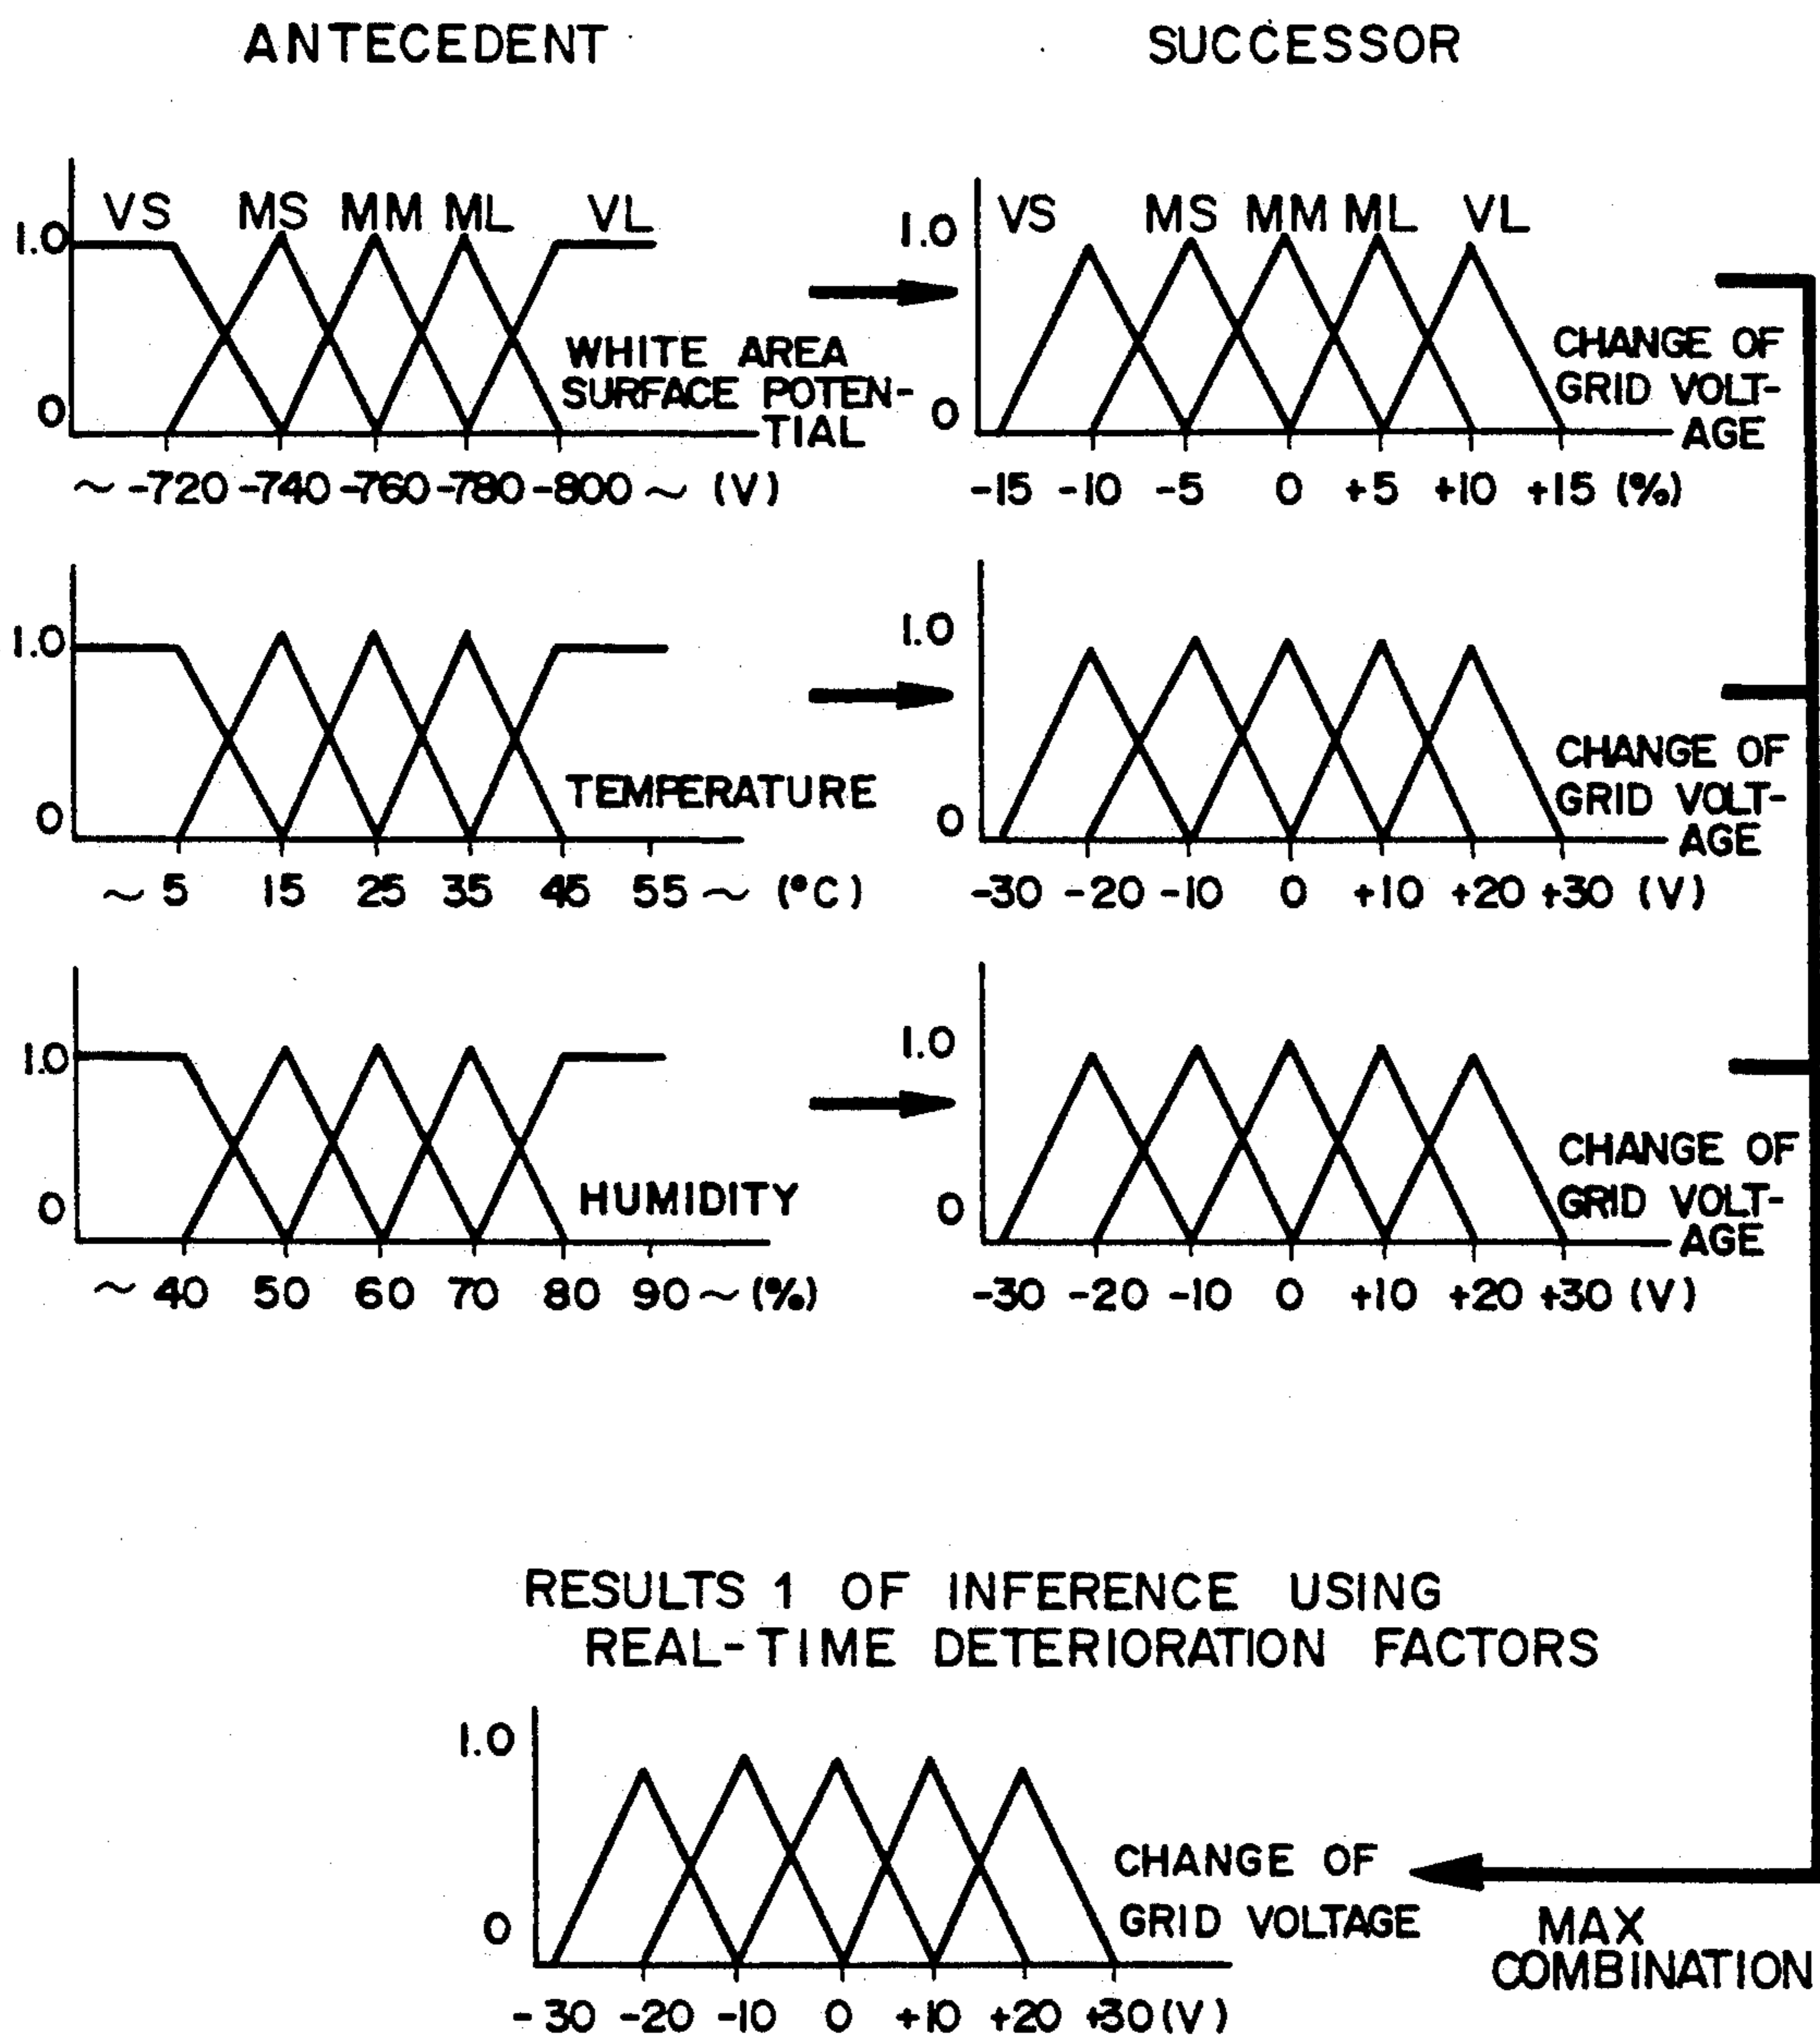 ANTECEDENT SUCCESSOR
VS MS MM ML VL
1.0
0
WHITE AREA
SURFACE POTEN-
TIAL
~ -720 -740 -760 -780 -800 ~ (V)
VS MS MM ML VL
1.0
0
CHANGE OF
GRID VOLT-
AGE
-15 -10 -5 0 +5 +10 +15 (%)
1.0
0
TEMPERATURE
~ 5 15 25 35 45 55 ~ (°C)
1.0
0
CHANGE OF
GRID VOLT-
AGE
-30 -20 -10 0 +10 +20 +30 (V)
1.0
0
HUMIDITY
~ 40 50 60 70 80 90 ~ (%)
1.0
0
CHANGE OF
GRID VOLT-
AGE
-30 -20 -10 0 +10 +20 +30 (V)
RESULTS 1 OF INFERENCE USING
REAL-TIME DETERIORATION FACTORS
1.0
0
CHANGE OF
GRID VOLTAGE
-30 -20 -10 0 +10 +20 +30 (V)
MAX
COMBINATION